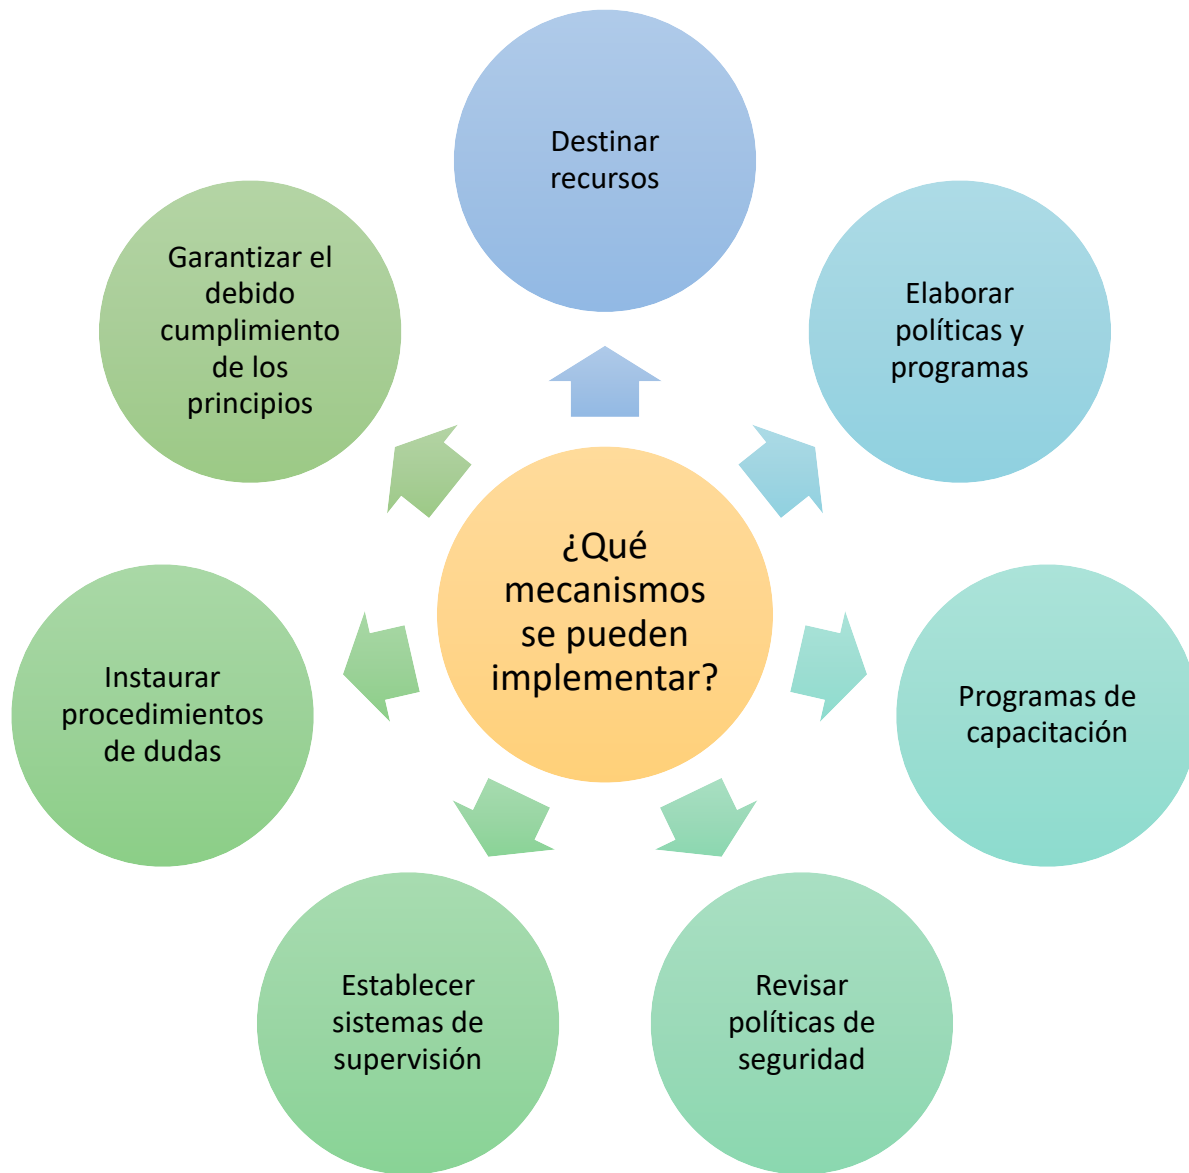 ¿Qué
mecanismos
se pueden
implementar?
Destinar
recursos
Elaborar
políticas y
programas
Programas de
capacitación
Revisar
políticas de
seguridad
Establecer
sistemas de
supervisión
Instaurar
procedimientos
de dudas
Garantizar el
debido
cumplimiento
de los
principios